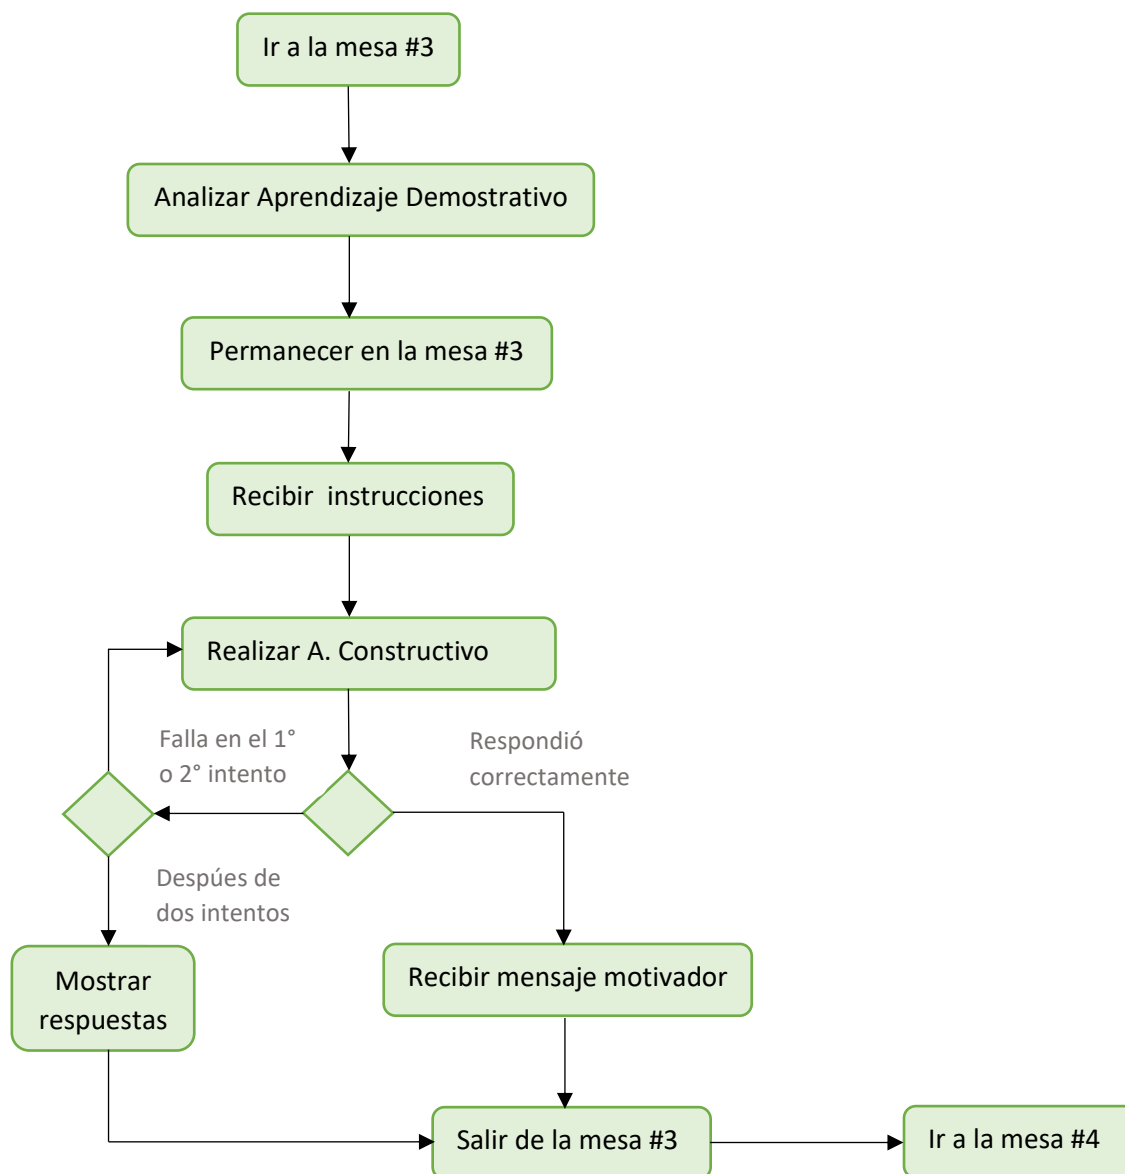 Ir a la mesa #3
Analizar Aprendizaje Demostrativo
Permanecer en la mesa #3
Recibir  instrucciones
Realizar A. Constructivo
Falla en el 1°
o 2° intento
Respondió
correctamente
Despúes de
dos intentos
Mostrar
respuestas
Recibir mensaje motivador
Salir de la mesa #3
Ir a la mesa #4